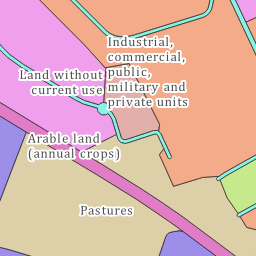 Industrial,
commercial,
public,
military and
private units
Land without
current use
Arable land
(annual crops)
Pastures